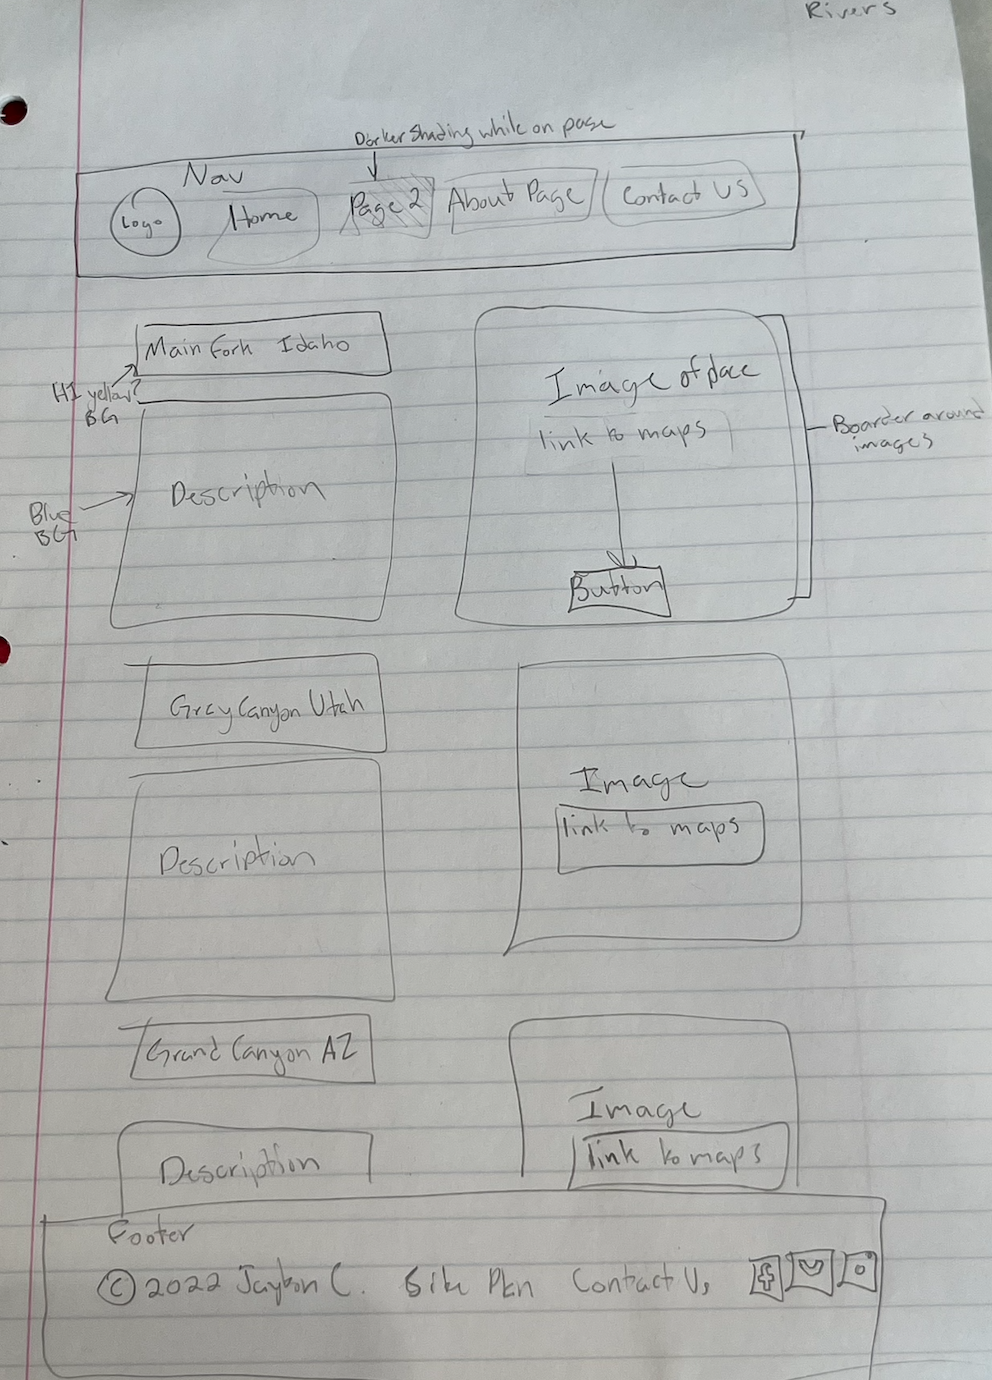 Rivers
Darker Shading while on page
Nav
Logo
Home
Page 2
About Page
Contact US
Main Fork Idaho
yellow?
BG
Image of place
link to maps
Boarder around
images
Description
Blue
BG
Button
Grey Canyon Utah
Image
link to maps
Description
Grand Canyon AZ
Image
link to maps
Description
Footer
© 2022 C. Site Plan Contact Us